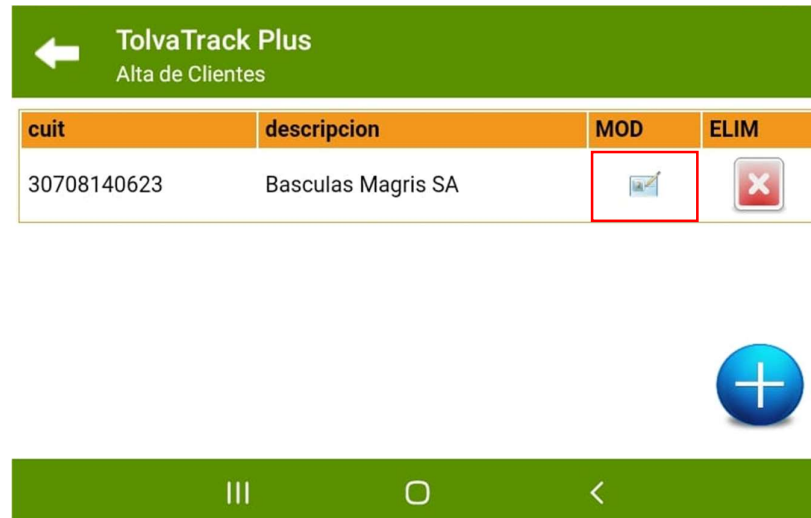 TolvaTrack Plus
Alta de Clientes
cuit descripcion MOD ELIM
30708140623 Basculas Magris SA